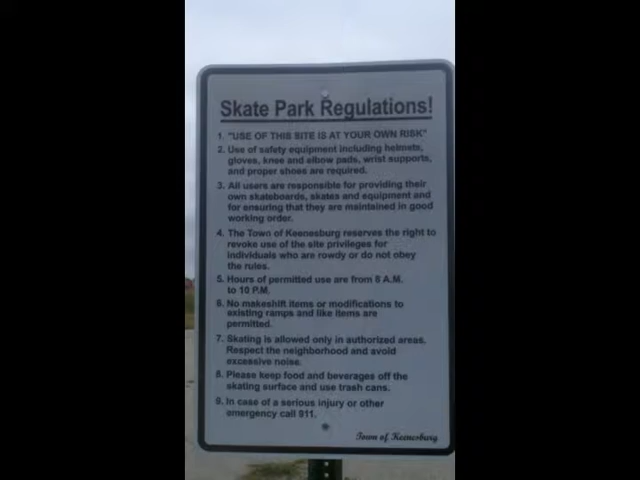 Skate Park Regulations!
1. "USE OF THIS SITE IS AT YOUR OWN RISK"
2. Use of safety equipment including helmets,
gloves, knee and elbow pads, wrist supports,
and proper shoes are required.
3. All users are responsible for providing their
own skateboards, skates and equipment and
for ensuring that they are maintained in good
working order.
4. The Town of Keenesburg reserves the right to
revoke use of the site privileges for
individuals who are rowdy or do not obey
the rules.
5. Hours of permitted use are from 8 A.M.
to 10 P.M.
6. No makeshift items or modifications to
existing ramps and like items are
permitted.
7. Skating is allowed only in authorized areas.
Respect the neighborhood and avoid
excessive noise.
8. Please keep food and beverages off the
skating surface and use trash cans.
9. In case of a serious injury or other
emergency call 911.
Town of Keenesburg